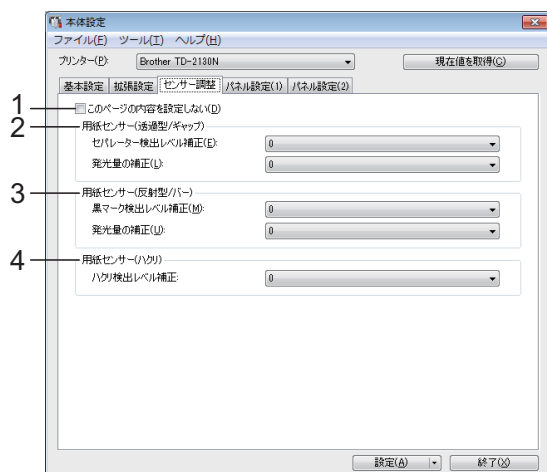 本体設定
ファイル(F) ツール(T) ヘルプ(H)
プリンター(P): Brother TD-2130N 現在値を取得(C)
基本設定 拡張設定 センサー調整 パネル設定(1) パネル設定(2)
1 このページの内容を設定しない(D)
2 用紙センサー(透過型/ギャップ)
セパレーター検出レベル補正(E): 0
発光量の補正(L): 0
3 用紙センサー(反射型/バー)
黒マーク検出レベル補正(M): 0
発光量の補正(U): 0
4 用紙センサー(ハクリ)
ハクリ検出レベル補正: 0
設定(A) 終了(X)